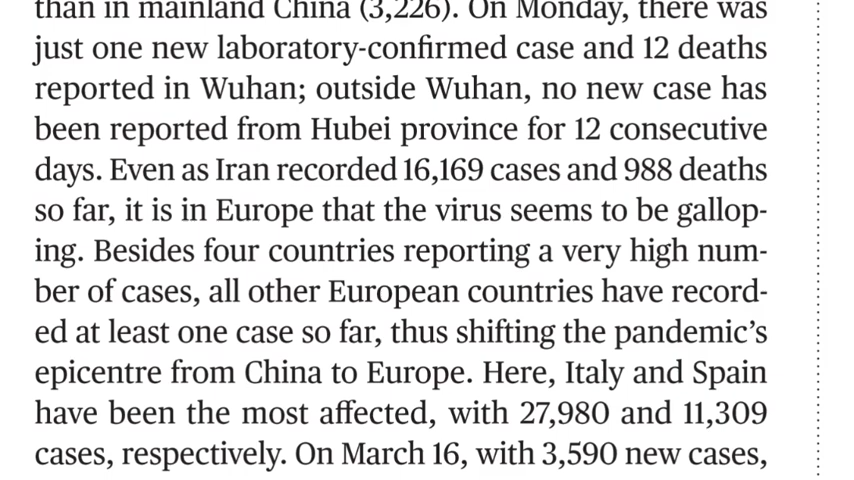 than in mainland China (3,226). On Monday, there was
just one new laboratory-confirmed case and 12 deaths
reported in Wuhan; outside Wuhan, no new case has
been reported from Hubei province for 12 consecutive
days. Even as Iran recorded 16,169 cases and 988 deaths
so far, it is in Europe that the virus seems to be gallop-
ing. Besides four countries reporting a very high num-
ber of cases, all other European countries have record-
ed at least one case so far, thus shifting the pandemic’s
epicentre from China to Europe. Here, Italy and Spain
have been the most affected, with 27,980 and 11,309
cases, respectively. On March 16, with 3,590 new cases,